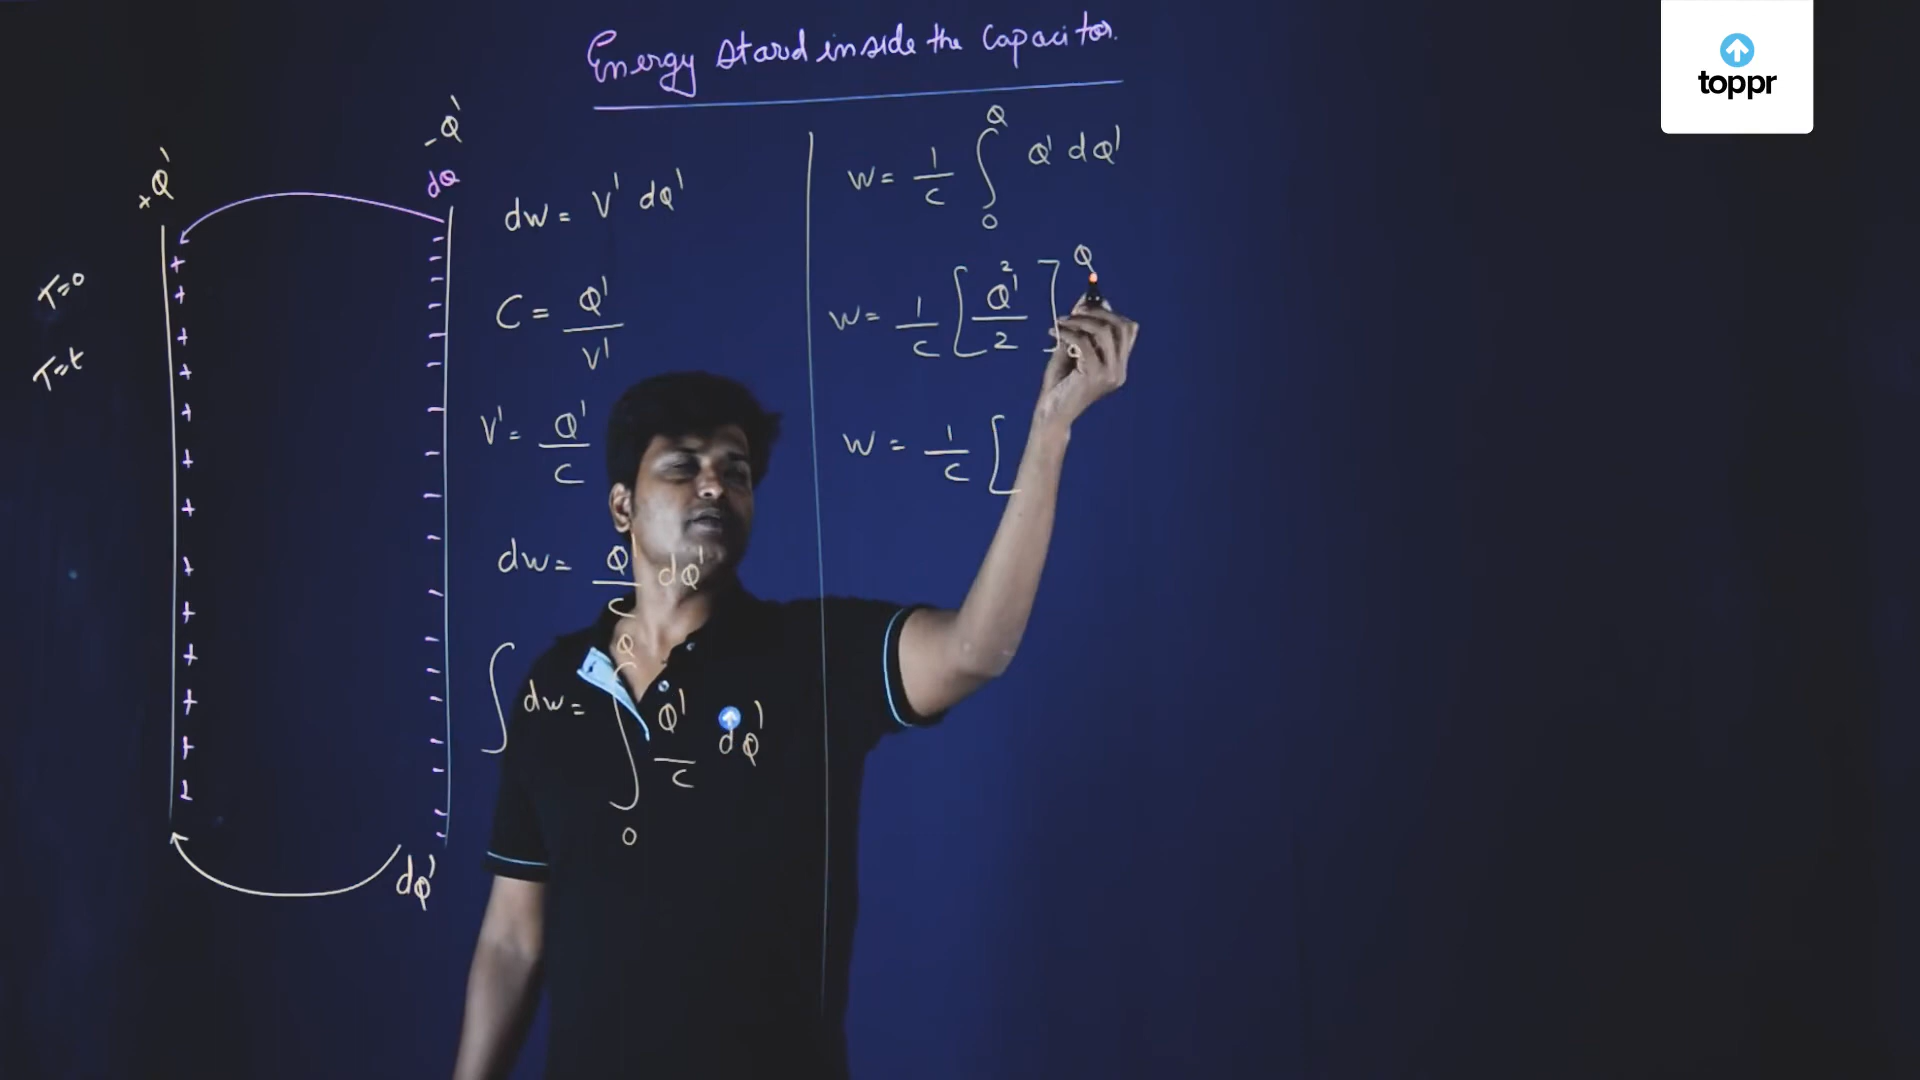 Energy stored inside the Capacitor.
toppr
+Q'
-Q'
dQ
T=0
T=t
dQ'
dw = V' dQ'
C = Q'/V'
V' = Q'/C
dw = Q'/C dQ'
∫ dw = ∫₀^Q Q'/C dQ'
W = 1/C ∫₀^Q Q' dQ'
W = 1/C [Q'²/2]₀^Q
W = 1/C [